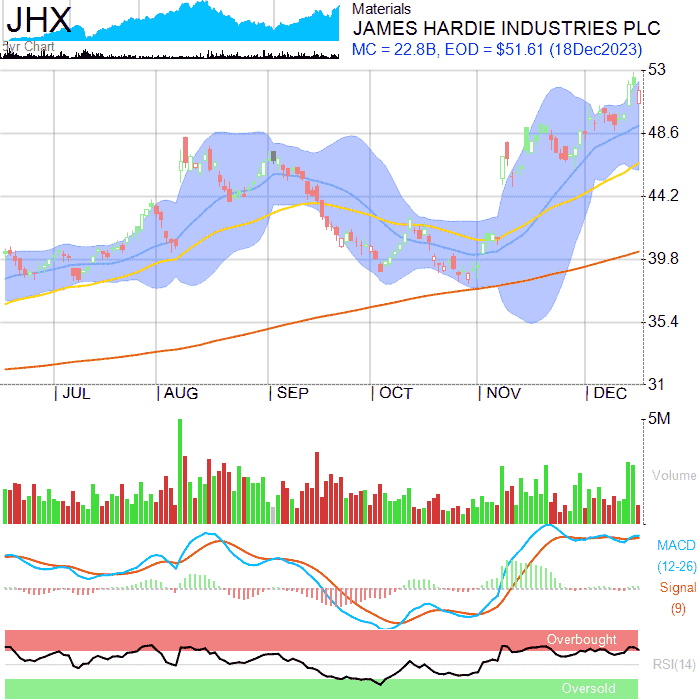 JHX
5yr Chart
Materials
JAMES HARDIE INDUSTRIES PLC
MC = 22.8B, EOD = $51.61 (18Dec2023)
53
48.6
44.2
39.8
35.4
31
JUL AUG SEP OCT NOV DEC
5M
Volume
MACD
(12-26)
Signal
(9)
Overbought
RSI(14)
Oversold